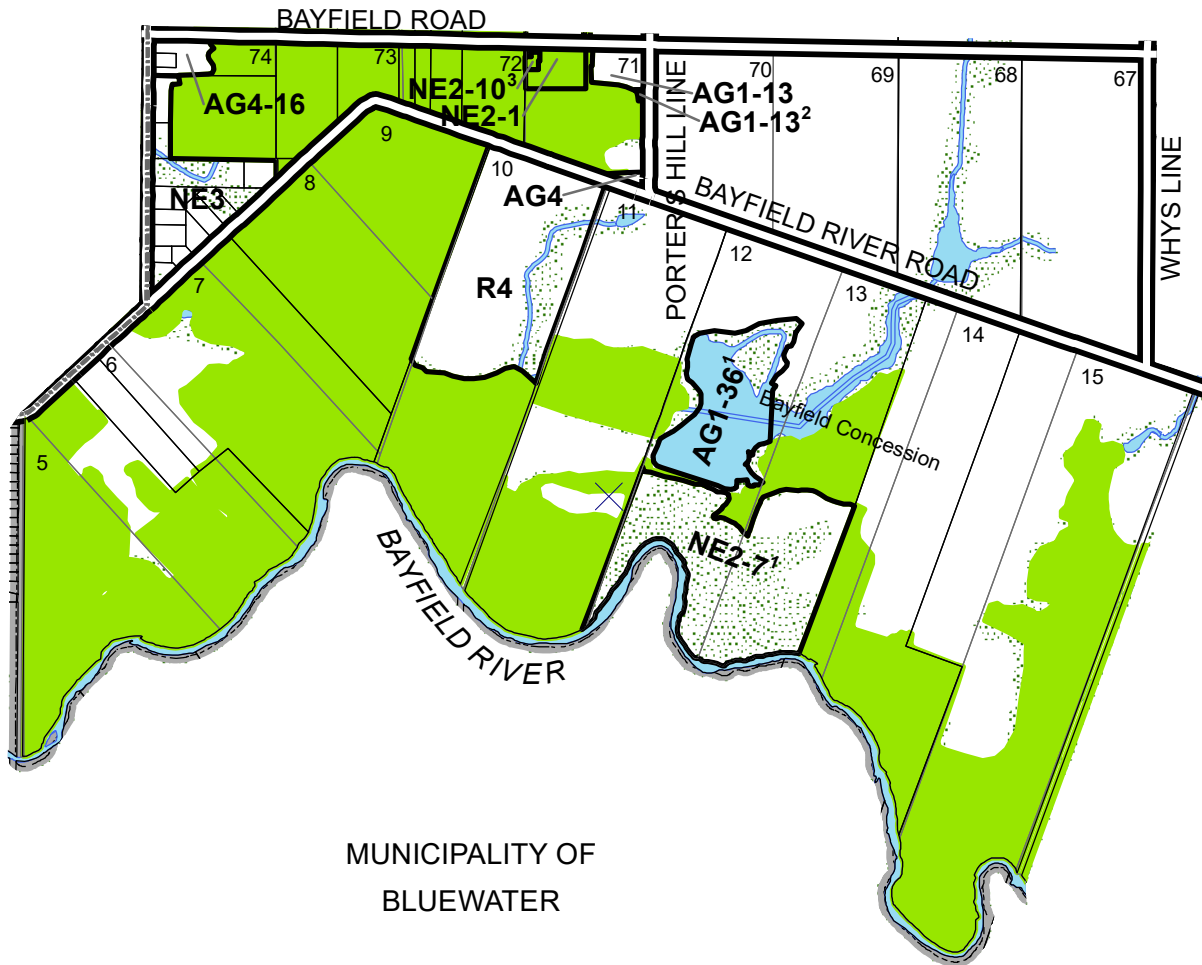 BAYFIELD ROAD
74
73
72
71
70
69
68
67
NE2-10³
AG4-16
NE2-1
AG1-13
AG1-13²
PORTER'S HILL LINE
WHYS LINE
9
10
AG4
8
NE3
11
BAYFIELD RIVER ROAD
12
7
R4
13
14
6
15
AG1-36¹
Bayfield Concession
5
NE2-7¹
BAYFIELD RIVER
MUNICIPALITY OF
BLUEWATER